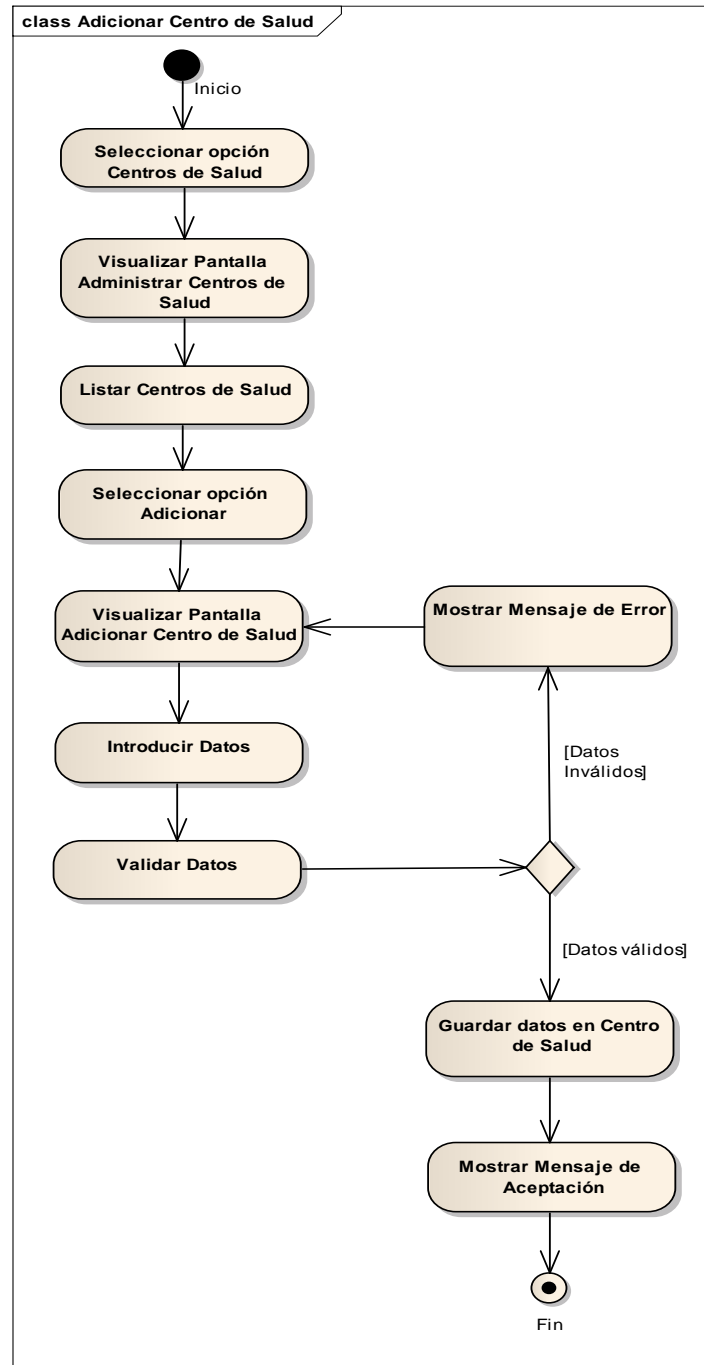 class Adicionar Centro de Salud
Inicio
Seleccionar opción
Centros de Salud
Visualizar Pantalla
Administrar Centros de
Salud
Listar Centros de Salud
Seleccionar opción
Adicionar
Visualizar Pantalla
Adicionar Centro de Salud
Mostrar Mensaje de Error
Introducir Datos
[Datos
Inválidos]
Validar Datos
[Datos válidos]
Guardar datos en Centro
de Salud
Mostrar Mensaje de
Aceptación
Fin